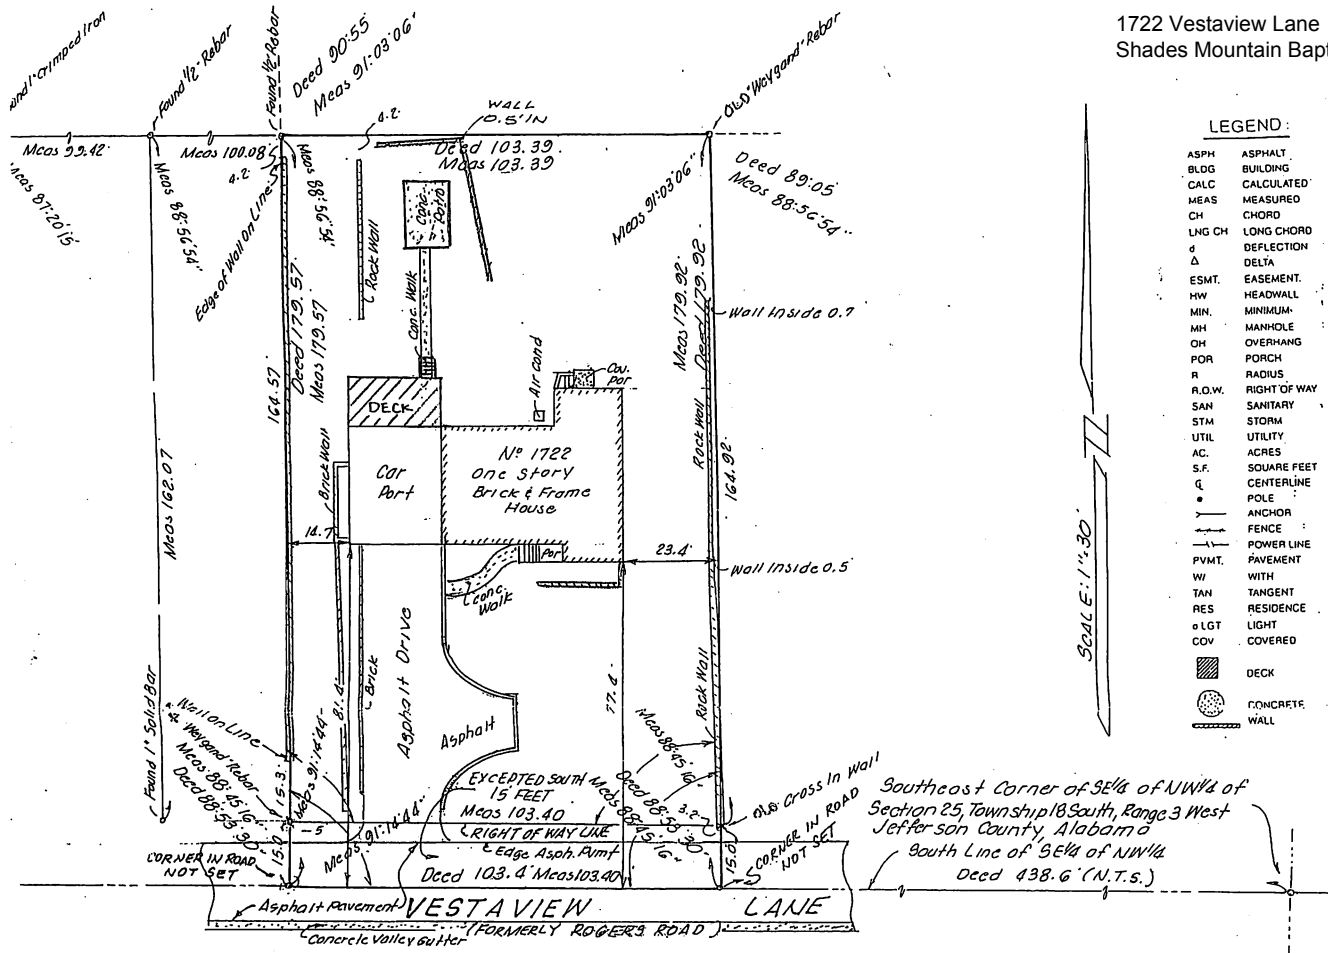 1722 Vestaview Lane
Shades Mountain Bapt
Found 1/2" Rebar
Found 1/2" Rebar
Deed 90:55
Meas 91:03'06"
OLD "Weygand" Rebar
WALL
0.5' IN
4.2'
Meas 99.42'
Meas 100.08'
Deed 103.39
Meas 103.39
Meas 87:20'15"
Meas 88:56'54"
4.2'
Edge of Wall On Line
Meas 88:56'54"
Meas 91:03'06"
Deed 89:05'
Meas 88:56'54"
Conc. Patio
Rock Wall
Conc. Walk
164.57
Deed 179.57
Meas 179.57
Meas 179.92'
Deed 179.92
Wall Inside 0.7
Air cond
Cov. Por
DECK
Rock Wall
164.92
Brick Wall
Car
Port
Nº 1722
One Story
Brick & Frame
House
Meas 162.07
14.7
Por
23.4'
Wall Inside 0.5'
Conc. Walk
Asphalt Drive
Brick
81.4
Asphalt
77.4
Rock Wall
Found 1" Solid Bar
Wall on Line
Weygand Rebar
Meas 88:45'16"
Deed 88:53'30"
15.3
Meas 91:14'44"
Meas 88:45'16"
Deed 88:53'30"
Meas 88:45'16"
3.2
OLD Cross In Wall
EXCEPTED SOUTH
15 FEET
Meas 103.40
RIGHT OF WAY LINE
Edge Asph. Pvmt
Deed 103.4' Meas 103.40
Meas 91:14'44"
.5
15.0
15.0
CORNER IN ROAD
NOT SET
CORNER IN ROAD
NOT SET
Asphalt Pavement
VESTAVIEW LANE
(FORMERLY ROGERS ROAD)
Concrete Valley Gutter
Southeast Corner of SE1/4 of NW1/4 of
Section 25, Township 18 South, Range 3 West
Jefferson County, Alabama
South Line of SE1/4 of NW1/4
Deed 438.6' (N.T.S.)
SCALE: 1":30'
LEGEND:
ASPH ASPHALT
BLDG BUILDING
CALC CALCULATED
MEAS MEASURED
CH CHORD
LNG CH LONG CHORD
d DEFLECTION
Δ DELTA
ESMT. EASEMENT.
HW HEADWALL
MIN. MINIMUM
MH MANHOLE
OH OVERHANG
POR PORCH
R RADIUS
R.O.W. RIGHT OF WAY
SAN SANITARY
STM STORM
UTIL UTILITY
AC. ACRES
S.F. SQUARE FEET
℄ CENTERLINE
POLE
ANCHOR
FENCE
POWER LINE
PVMT. PAVEMENT
W/ WITH
TAN TANGENT
RES RESIDENCE
LGT LIGHT
COV COVERED
DECK
CONCRETE
WALL